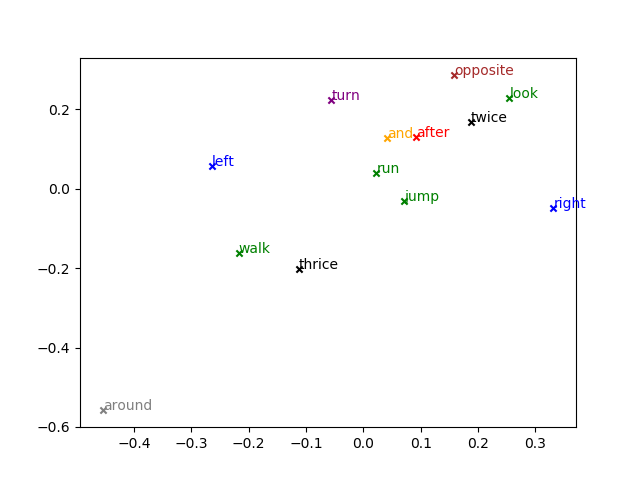 opposite
look
turn
twice
and
after
left
run
jump
right
walk
thrice
around
0.2
0.0
−0.2
−0.4
−0.6
−0.4 −0.3 −0.2 −0.1 0.0 0.1 0.2 0.3